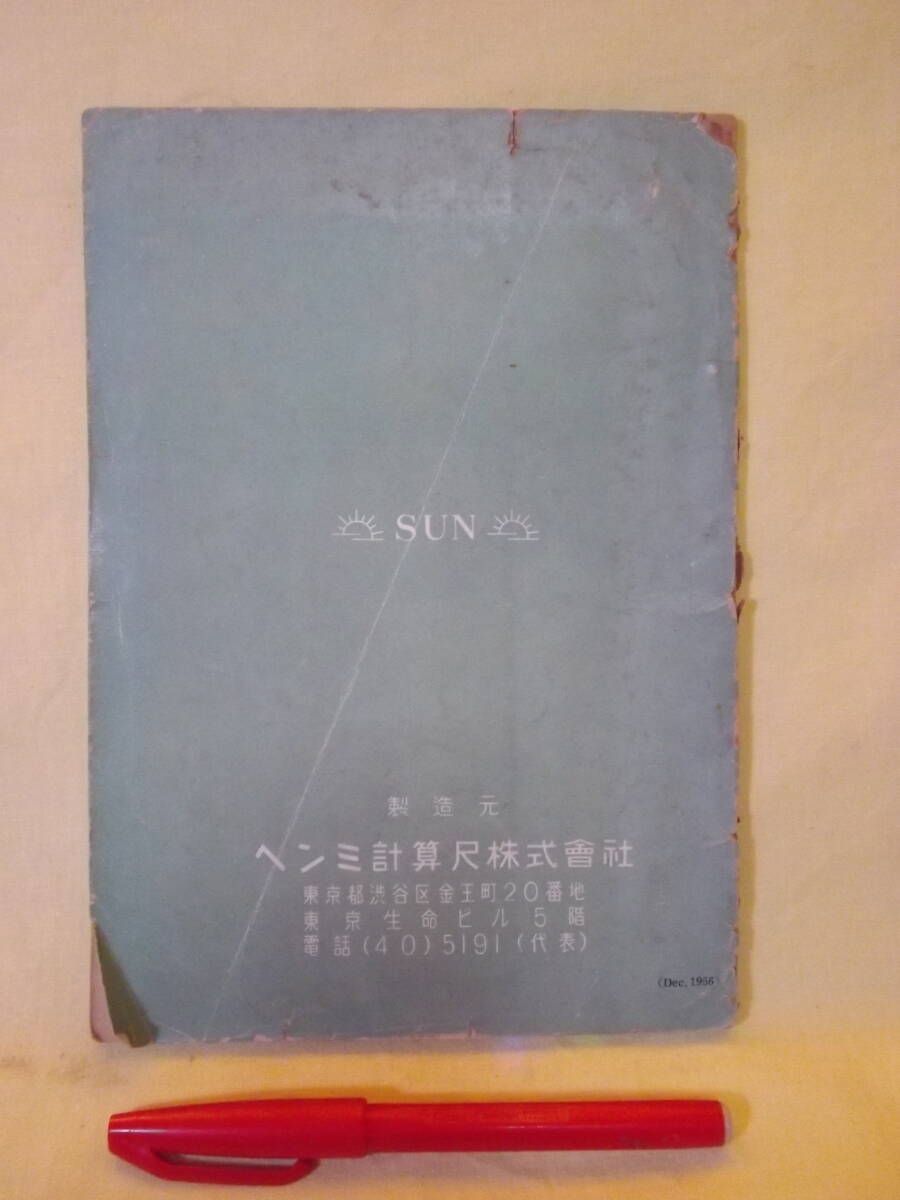 SUN
製造元
ヘンミ計算尺株式會社
東京都渋谷区金王町20番地
東京生命ビル5階
電話(40)5191(代表)
(Dec. 1956)